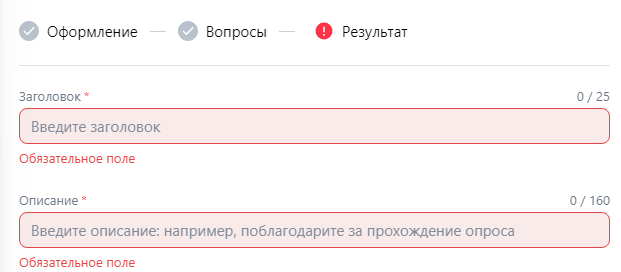 Оформление Вопросы Результат
Заголовок * 0 / 25
Введите заголовок
Обязательное поле
Описание * 0 / 160
Введите описание: например, поблагодарите за прохождение опроса
Обязательное поле